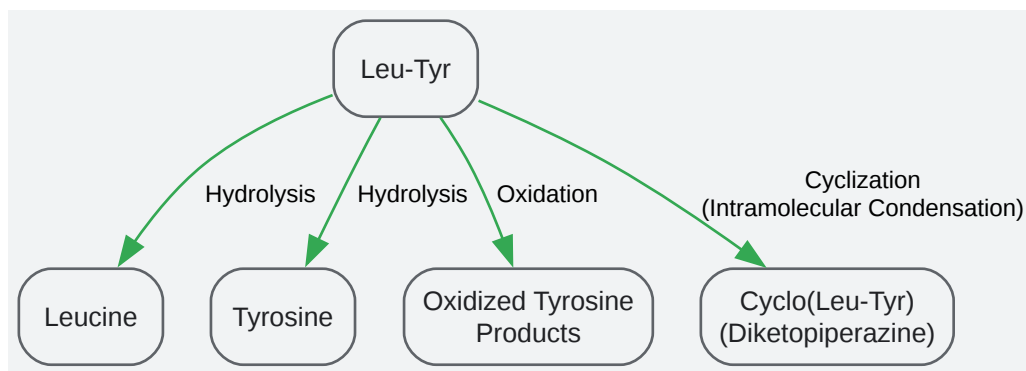 Leu-Tyr
Hydrolysis
Hydrolysis
Oxidation
Cyclization
(Intramolecular Condensation)
Leucine
Tyrosine
Oxidized Tyrosine
Products
Cyclo(Leu-Tyr)
(Diketopiperazine)